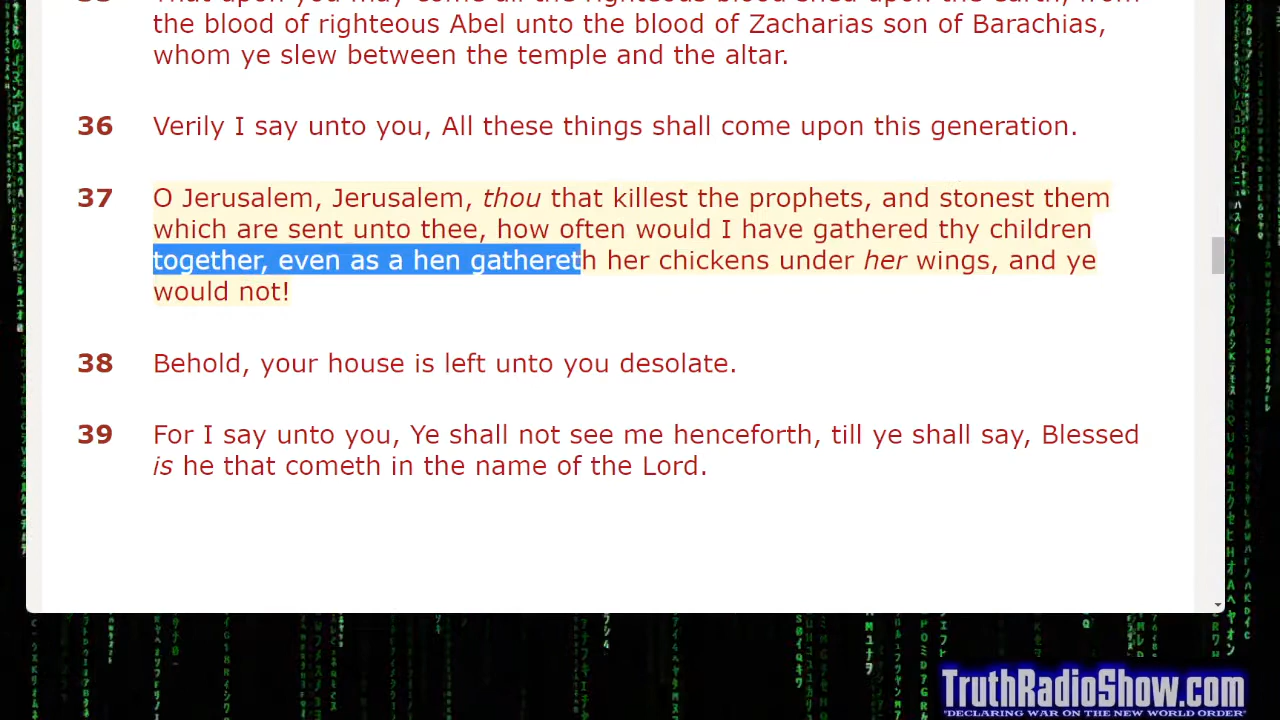 the blood of righteous Abel unto the blood of Zacharias son of Barachias,
whom ye slew between the temple and the altar.
36 Verily I say unto you, All these things shall come upon this generation.
37 O Jerusalem, Jerusalem, thou that killest the prophets, and stonest them
which are sent unto thee, how often would I have gathered thy children
together, even as a hen gathereth her chickens under her wings, and ye
would not!
38 Behold, your house is left unto you desolate.
39 For I say unto you, Ye shall not see me henceforth, till ye shall say, Blessed
is he that cometh in the name of the Lord.
TruthRadioShow.com
"DECLARING WAR ON THE NEW WORLD ORDER"